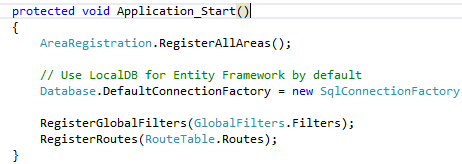 protected void Application_Start()
{
AreaRegistration.RegisterAllAreas();
// Use LocalDB for Entity Framework by default
Database.DefaultConnectionFactory = new SqlConnectionFactory
RegisterGlobalFilters(GlobalFilters.Filters);
RegisterRoutes(RouteTable.Routes);
}